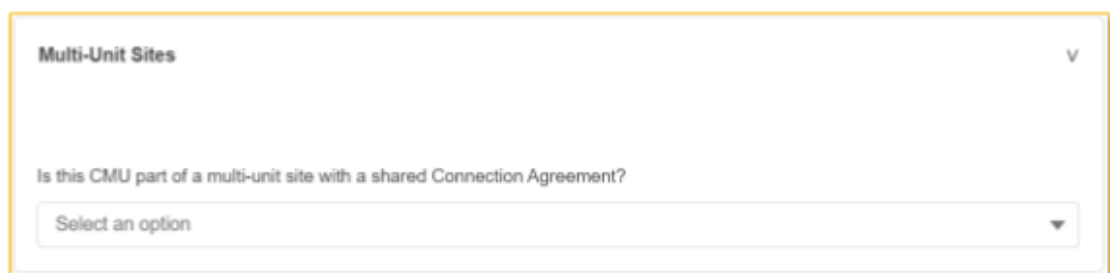 Multi-Unit Sites
Is this CMU part of a multi-unit site with a shared Connection Agreement?
Select an option